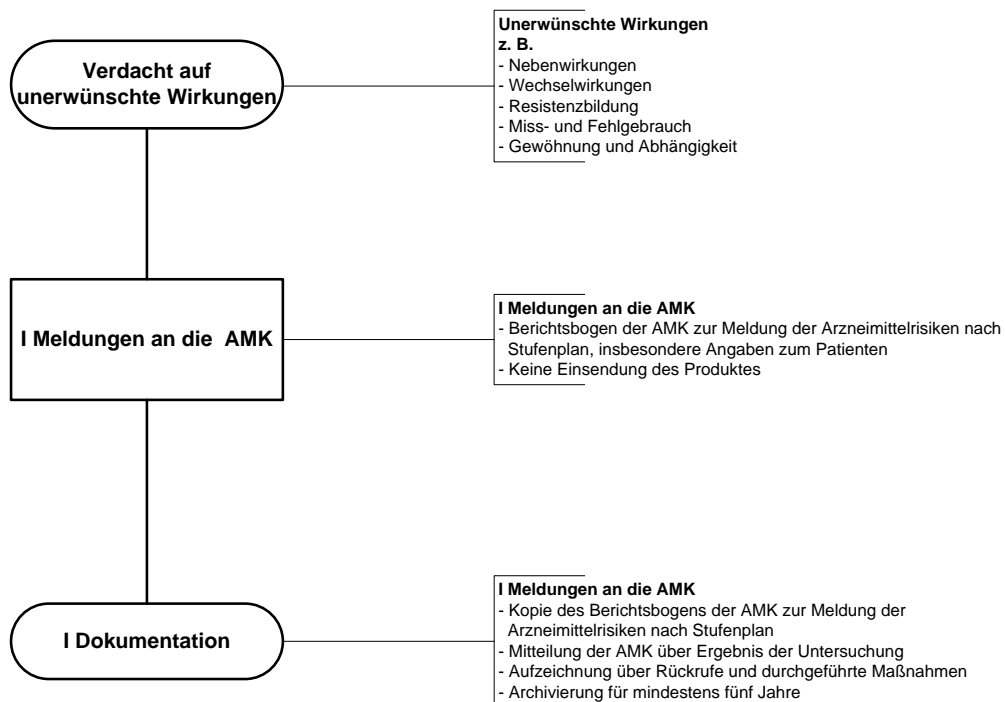 Verdacht auf
unerwünschte Wirkungen
Unerwünschte Wirkungen
z. B.
- Nebenwirkungen
- Wechselwirkungen
- Resistenzbildung
- Miss- und Fehlgebrauch
- Gewöhnung und Abhängigkeit
I Meldungen an die AMK
I Meldungen an die AMK
- Berichtsbogen der AMK zur Meldung der Arzneimittelrisiken nach
Stufenplan, insbesondere Angaben zum Patienten
- Keine Einsendung des Produktes
I Dokumentation
I Meldungen an die AMK
- Kopie des Berichtsbogens der AMK zur Meldung der
Arzneimittelrisiken nach Stufenplan
- Mitteilung der AMK über Ergebnis der Untersuchung
- Aufzeichnung über Rückrufe und durchgeführte Maßnahmen
- Archivierung für mindestens fünf Jahre